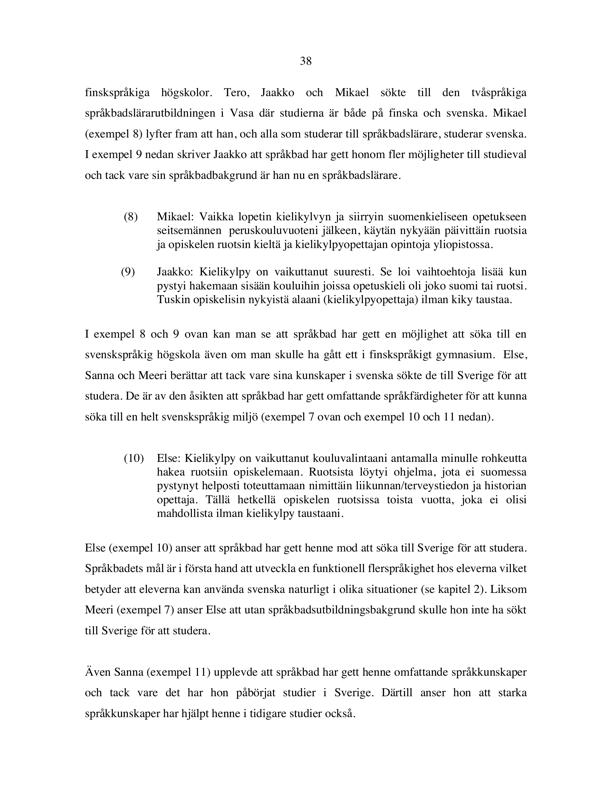 38
finskspråkiga högskolor. Tero, Jaakko och Mikael sökte till den tvåspråkiga
språkbadslärarutbildningen i Vasa där studierna är både på finska och svenska. Mikael
(exempel 8) lyfter fram att han, och alla som studerar till språkbadslärare, studerar svenska.
I exempel 9 nedan skriver Jaakko att språkbad har gett honom fler möjligheter till studieval
och tack vare sin språkbadbakgrund är han nu en språkbadslärare.
(8) Mikael: Vaikka lopetin kielikylvyn ja siirryin suomenkieliseen opetukseen
seitsemännen peruskouluvuoteni jälkeen, käytän nykyään päivittäin ruotsia
ja opiskelen ruotsin kieltä ja kielikylpyopettajan opintoja yliopistossa.
(9) Jaakko: Kielikylpy on vaikuttanut suuresti. Se loi vaihtoehtoja lisää kun
pystyi hakemaan sisään kouluihin joissa opetuskieli oli joko suomi tai ruotsi.
Tuskin opiskelisin nykyistä alaani (kielikylpyopettaja) ilman kiky taustaa.
I exempel 8 och 9 ovan kan man se att språkbad har gett en möjlighet att söka till en
svenskspråkig högskola även om man skulle ha gått ett i finskspråkigt gymnasium. Else,
Sanna och Meeri berättar att tack vare sina kunskaper i svenska sökte de till Sverige för att
studera. De är av den åsikten att språkbad har gett omfattande språkfärdigheter för att kunna
söka till en helt svenskspråkig miljö (exempel 7 ovan och exempel 10 och 11 nedan).
(10) Else: Kielikylpy on vaikuttanut kouluvalintaani antamalla minulle rohkeutta
hakea ruotsiin opiskelemaan. Ruotsista löytyi ohjelma, jota ei suomessa
pystynyt helposti toteuttamaan nimittäin liikunnan/terveystiedon ja historian
opettaja. Tällä hetkellä opiskelen ruotsissa toista vuotta, joka ei olisi
mahdollista ilman kielikylpy taustaani.
Else (exempel 10) anser att språkbad har gett henne mod att söka till Sverige för att studera.
Språkbadets mål är i första hand att utveckla en funktionell flerspråkighet hos eleverna vilket
betyder att eleverna kan använda svenska naturligt i olika situationer (se kapitel 2). Liksom
Meeri (exempel 7) anser Else att utan språkbadsutbildningsbakgrund skulle hon inte ha sökt
till Sverige för att studera.
Även Sanna (exempel 11) upplevde att språkbad har gett henne omfattande språkkunskaper
och tack vare det har hon påbörjat studier i Sverige. Därtill anser hon att starka
språkkunskaper har hjälpt henne i tidigare studier också.